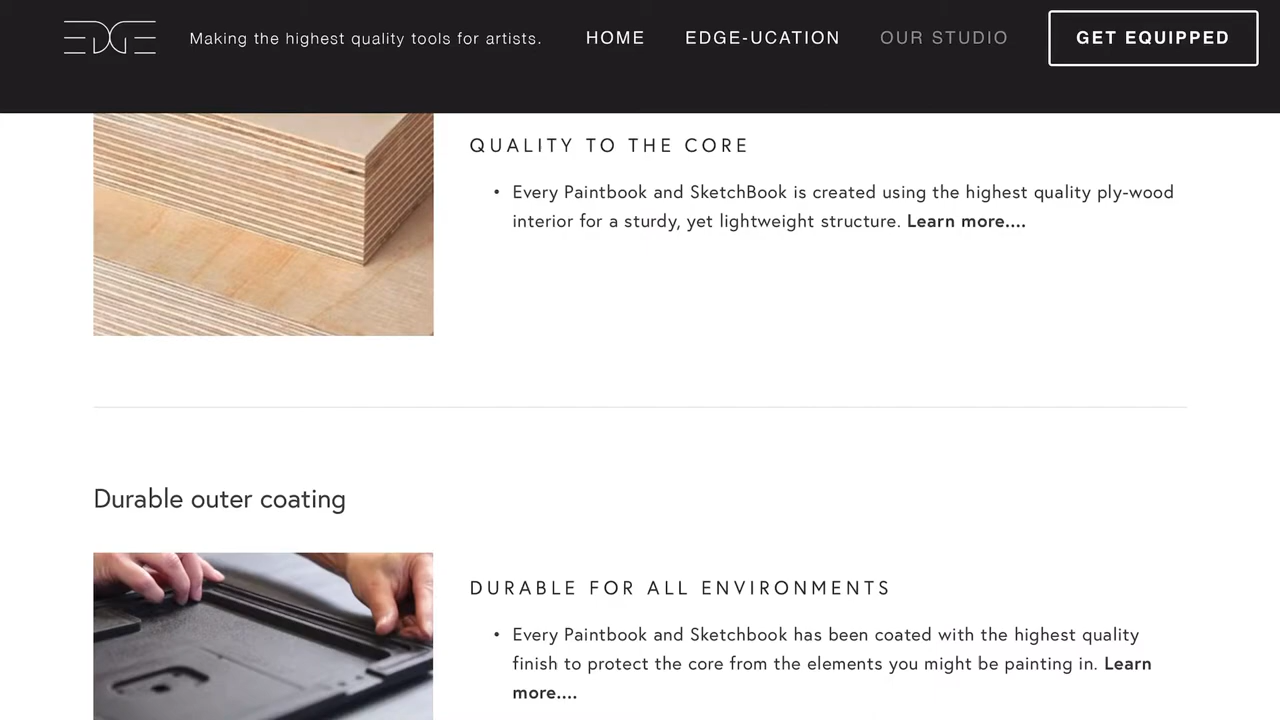 EDGE
Making the highest quality tools for artists.
HOME
EDGE-UCATION
OUR STUDIO
GET EQUIPPED
QUALITY TO THE CORE
• Every Paintbook and SketchBook is created using the highest quality ply-wood
interior for a sturdy, yet lightweight structure. Learn more....
Durable outer coating
DURABLE FOR ALL ENVIRONMENTS
• Every Paintbook and Sketchbook has been coated with the highest quality
finish to protect the core from the elements you might be painting in. Learn
more....